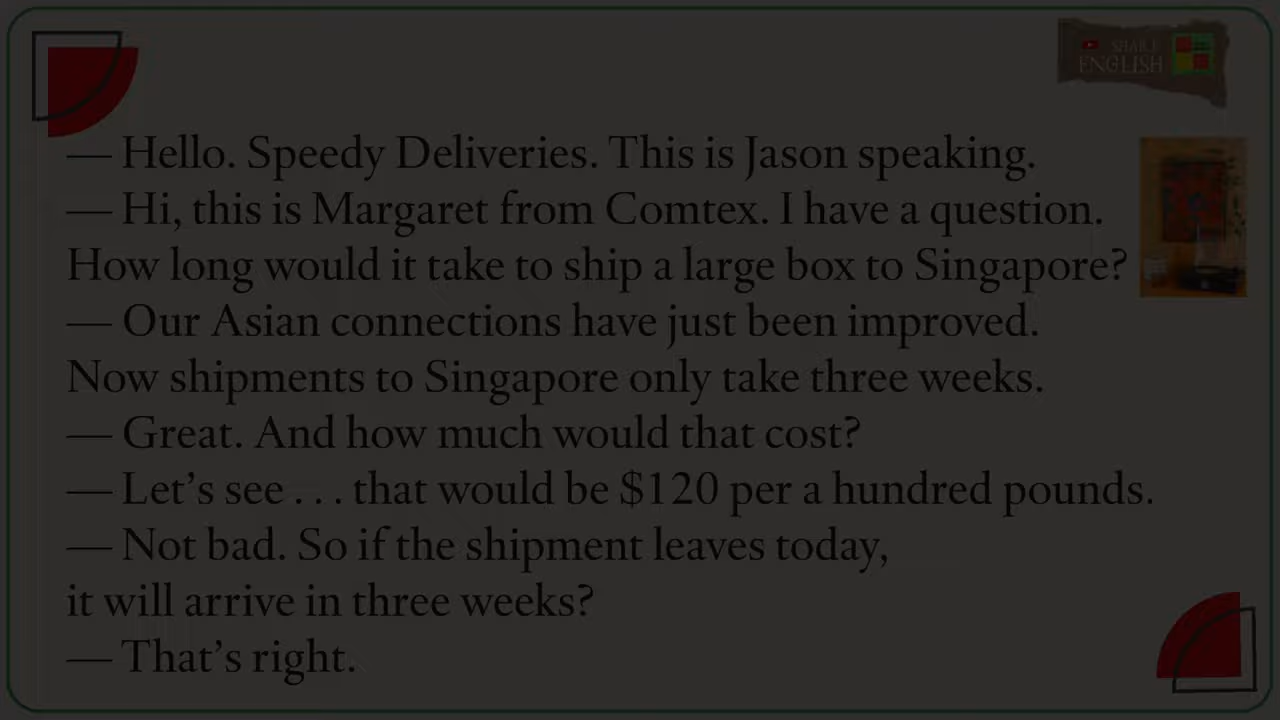 SHARE
ENGLISH
— Hello. Speedy Deliveries. This is Jason speaking.
— Hi, this is Margaret from Comtex. I have a question.
How long would it take to ship a large box to Singapore?
— Our Asian connections have just been improved.
Now shipments to Singapore only take three weeks.
— Great. And how much would that cost?
— Let’s see . . . that would be $120 per a hundred pounds.
— Not bad. So if the shipment leaves today,
it will arrive in three weeks?
— That’s right.